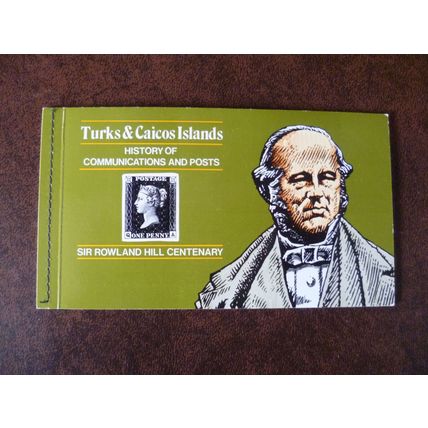 Turks & Caicos Islands
HISTORY OF
COMMUNICATIONS AND POSTS
POSTAGE
ONE PENNY
SIR ROWLAND HILL CENTENARY